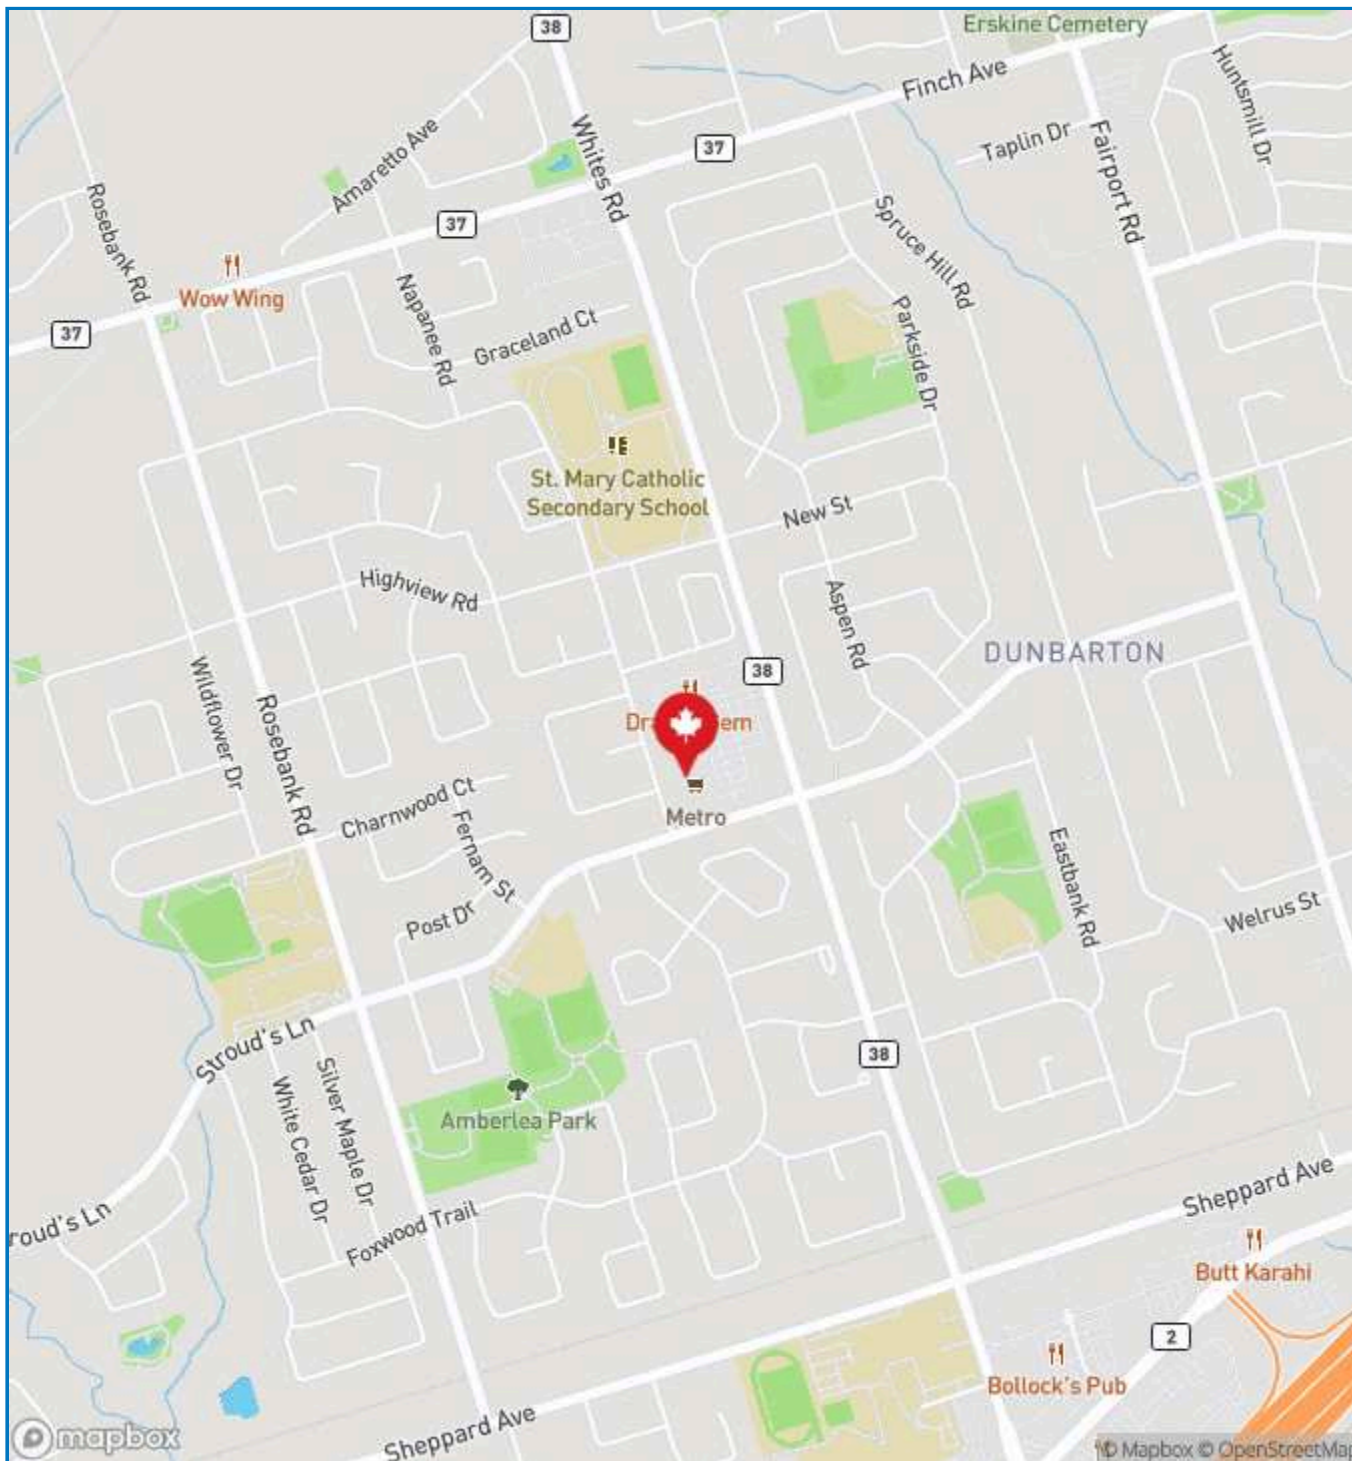 38
Erskine Cemetery
Finch Ave
Huntsmill Dr
Whites Rd
37
Taplin Dr
Fairport Rd
Amaretto Ave
Rosebank Rd
37
Spruce Hill Rd
Wow Wing
Napanee Rd
37
Graceland Ct
Parkside Dr
St. Mary Catholic
Secondary School
New St
Highview Rd
Aspen Rd
DUNBARTON
38
Wildflower Dr
Rosebank Rd
Metro
Charnwood Ct
Fernam St
Eastbank Rd
Post Dr
Welrus St
Stroud's Ln
38
Silver Maple Dr
White Cedar Dr
Amberlea Park
Sheppard Ave
roud's Ln
Foxwood Trail
Butt Karahi
2
Bollock's Pub
Sheppard Ave
mapbox
© Mapbox © OpenStreetMap